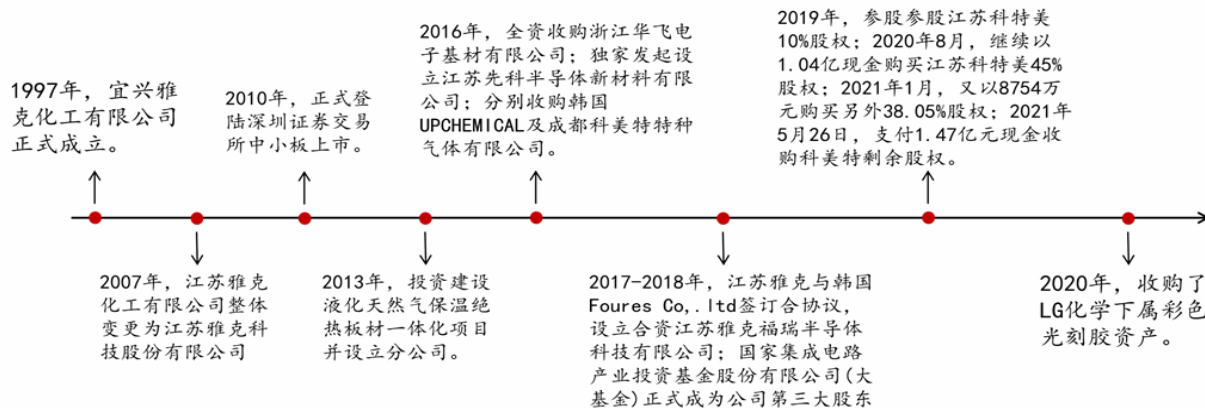 1997年，宜兴雅
克化工有限公司
正式成立。
2007年，江苏雅克
化工有限公司整体
变更为江苏雅克科
技股份有限公司
2010年，正式登
陆深圳证券交易
所中小板上市。
2013年，投资建设
液化天然气保温绝
热板材一体化项目
并设立分公司。
2016年，全资收购浙江华飞电
子基材有限公司；独家发起设
立江苏先科半导体新材料有限
公司；分别收购韩国
UPCHEMICAL及成都科美特特种
气体有限公司。
2017-2018年，江苏雅克与韩国
Foures Co,.ltd签订合协议，
设立合资江苏雅克福瑞半导体
科技有限公司；国家集成电路
产业投资基金股份有限公司(大
基金)正式成为公司第三大股东
2019年，参股参股江苏科特美
10%股权；2020年8月，继续以
1.04亿现金购买江苏科特美45%
股权；2021年1月，又以8754万
元购买另外38.05%股权；2021年
5月26日，支付1.47亿元现金收
购科美特剩余股权。
2020年，收购了
LG化学下属彩色
光刻胶资产。